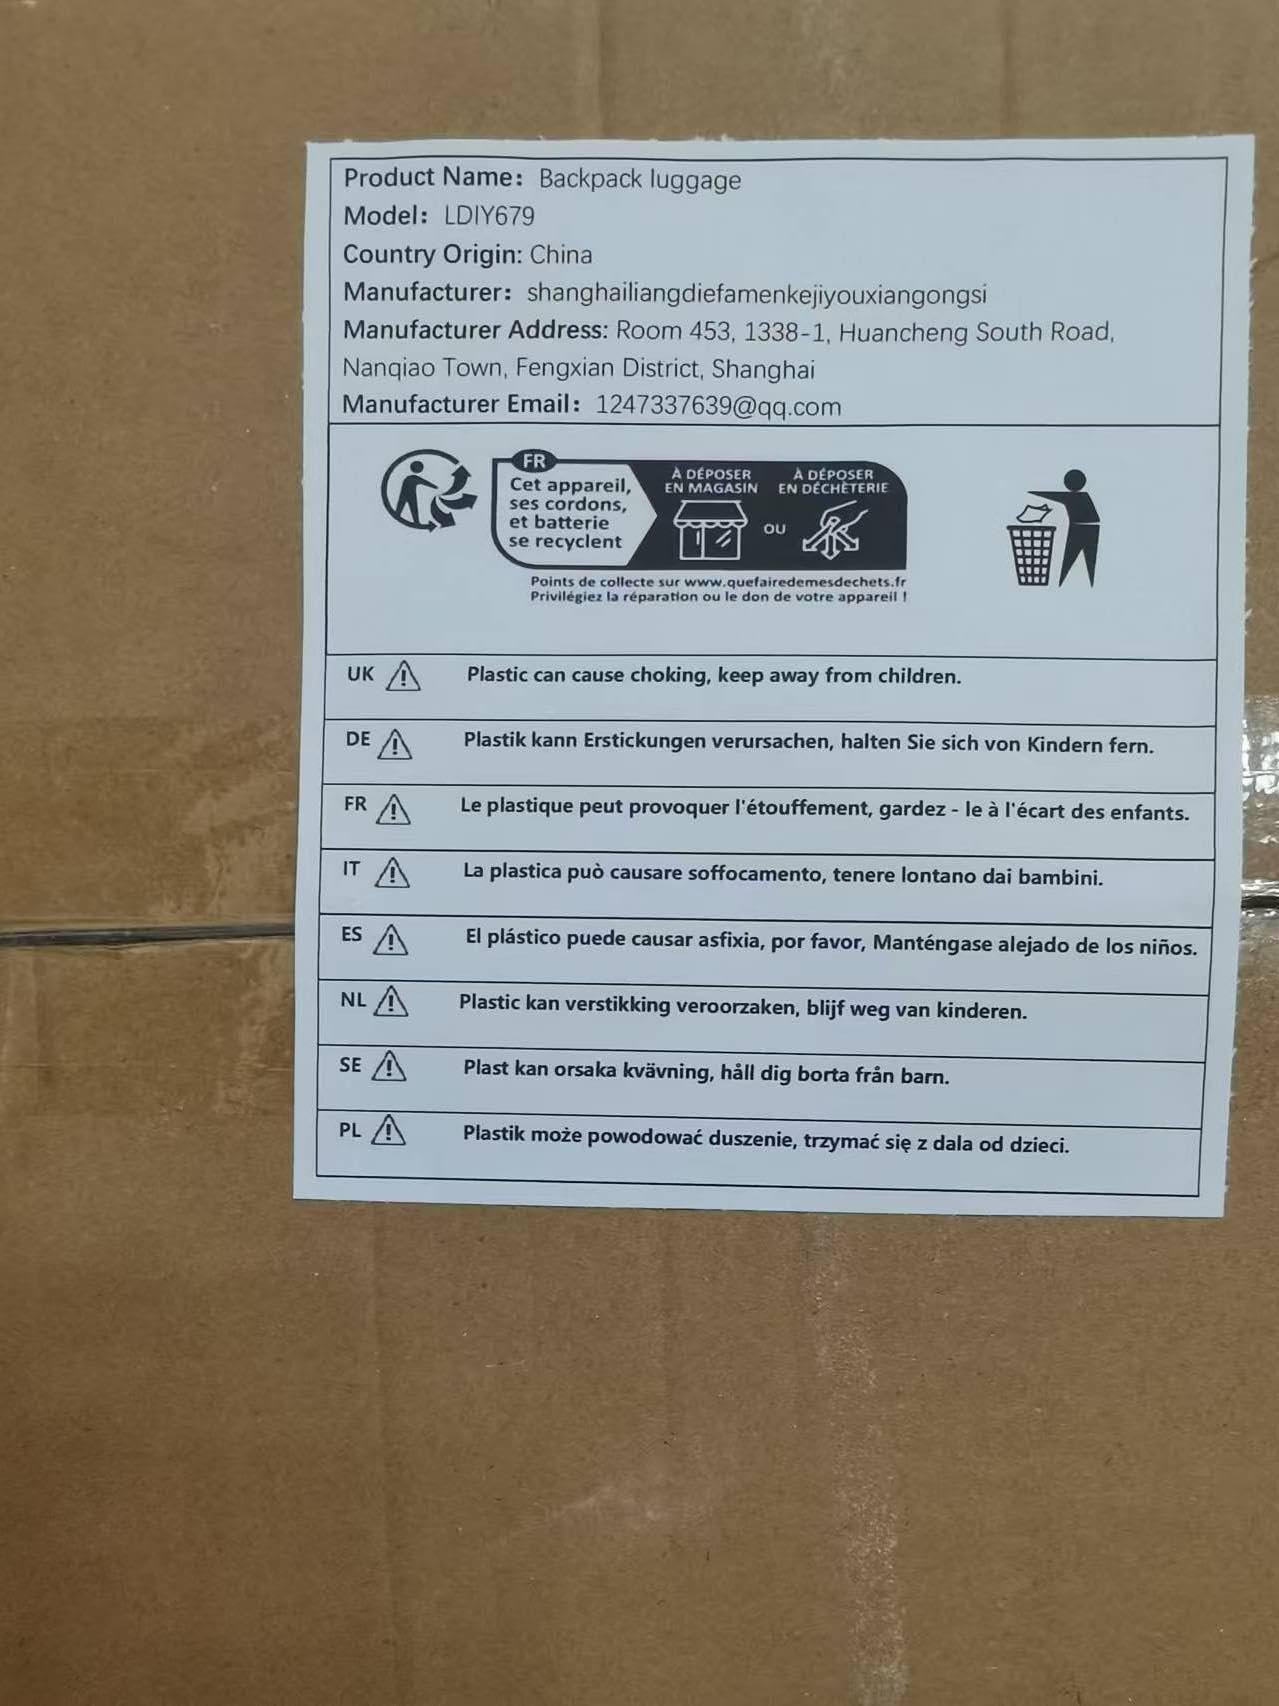 Product Name: Backpack luggage
Model: LDIY679
Country Origin: China
Manufacturer: shanghailiangdiefamenkejiyouxiangongsi
Manufacturer Address: Room 453, 1338-1, Huancheng South Road,
Nanqiao Town, Fengxian District, Shanghai
Manufacturer Email: 1247337639@qq.com
FR
Cet appareil,
ses cordons,
et batterie
se recyclent
À DÉPOSER
EN MAGASIN
OU
À DÉPOSER
EN DÉCHÈTERIE
Points de collecte sur www.quefairedemesdechets.fr
Privilégiez la réparation ou le don de votre appareil !
UK Plastic can cause choking, keep away from children.
DE Plastik kann Erstickungen verursachen, halten Sie sich von Kindern fern.
FR Le plastique peut provoquer l'étouffement, gardez - le à l'écart des enfants.
IT La plastica può causare soffocamento, tenere lontano dai bambini.
ES El plástico puede causar asfixia, por favor, Manténgase alejado de los niños.
NL Plastic kan verstikking veroorzaken, blijf weg van kinderen.
SE Plast kan orsaka kvävning, håll dig borta från barn.
PL Plastik może powodować duszenie, trzymać się z dala od dzieci.